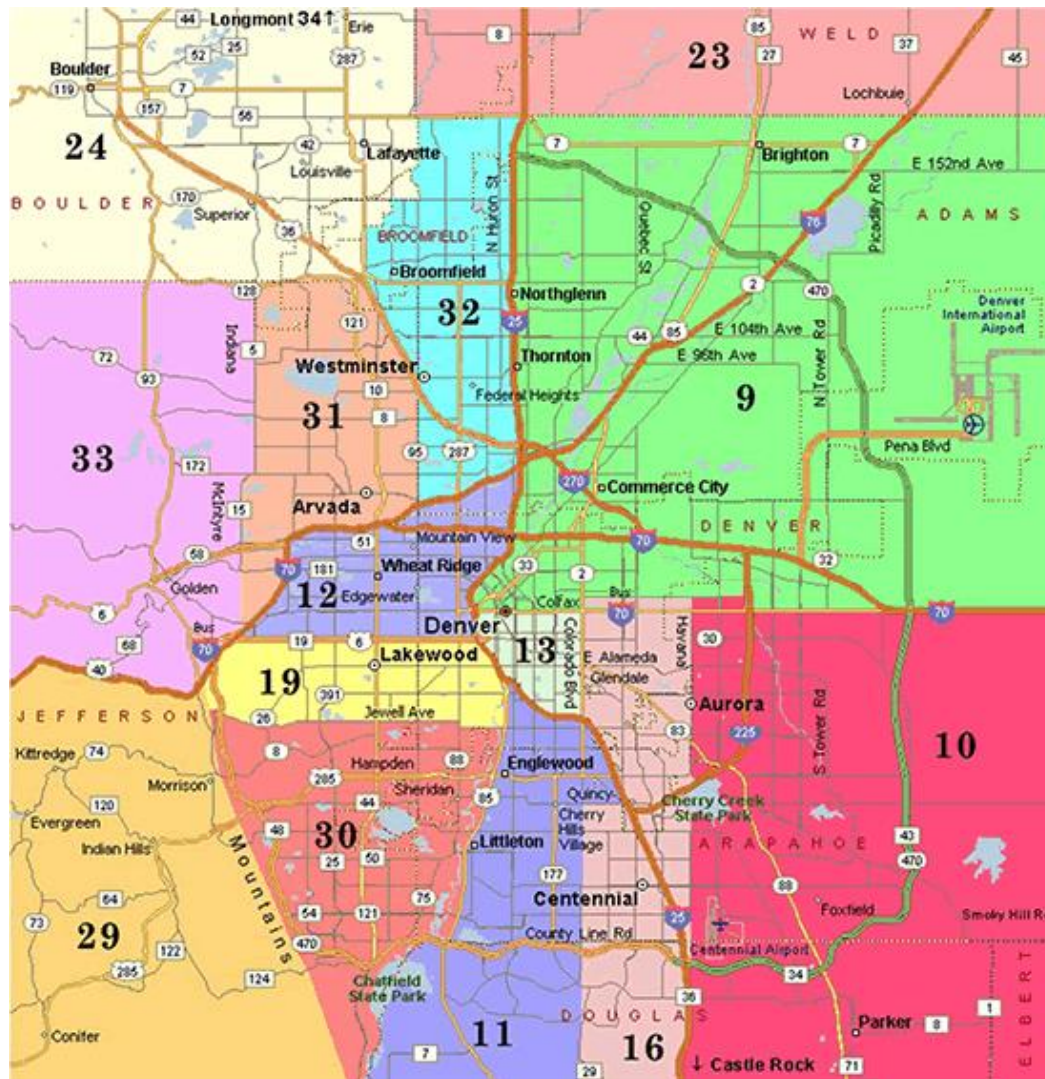 44
Longmont 34↑
Erie
8
85
WELD
25
23
27
37
52
287
45
Boulder
119
7
Lochbuie
157
56
24
42
Lafayette
7
7
Brighton
Louisville
E 152nd Ave
N Huron St
BOULDER
170
Superior
Quebec St
Picadilly Rd
ADAMS
36
76
BROOMFIELD
Broomfield
2
470
128
Northglenn
Denver
International
Airport
32
121
25
Indiana
31
5
44
85
E 104th Ave
72
Thornton
E 96th Ave
N Tower Rd
Westminster
93
10
Federal Heights
9
8
33
95
287
Pena Blvd
172
270
Commerce City
McIntyre
15
Arvada
DENVER
51
Mountain View
70
58
33
32
Golden
70
181
Wheat Ridge
2
12
Edgewater
Colfax
Bus
70
70
6
Denver
Bus
70
19
6
13
Colorado Blvd
Havana
30
68
Lakewood
E Alameda
40
19
Glendale
391
Aurora
S Tower Rd
JEFFERSON
26
Jewell Ave
83
225
10
Kittredge
74
8
88
Hampden
Englewood
285
Morrison
Sheridan
85
Quincy
Cherry Creek
State Park
120
44
Cherry
Hills
Village
Evergreen
48
30
Indian Hills
Littleton
ARAPAHOE
43
Mountains
25
50
470
177
64
75
Centennial
88
73
54
121
25
Foxfield
Smoky Hill R
29
470
County Line Rd
122
Centennial Airport
285
124
Chatfield
State Park
34
ELBERT
36
1
11
DOUGLAS
Conifer
16
Parker
8
7
29
↓ Castle Rock
71